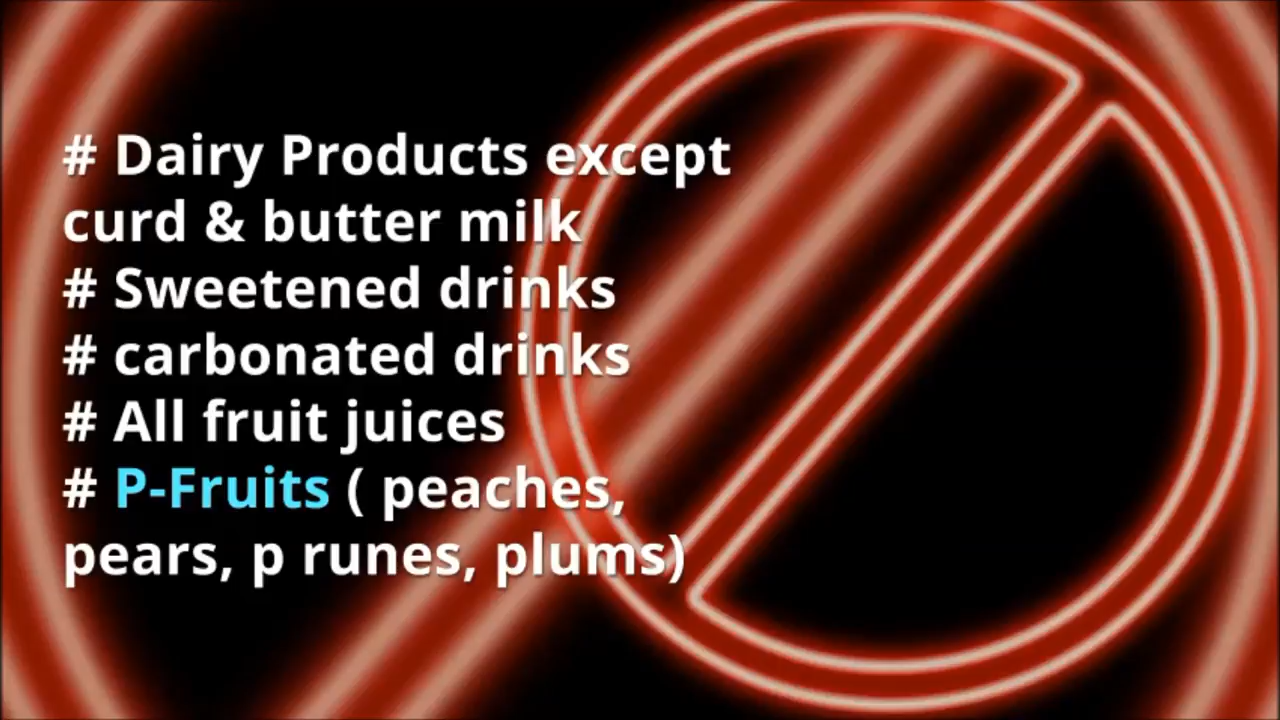 # Dairy Products except
curd & butter milk
# Sweetened drinks
# carbonated drinks
# All fruit juices
# P-Fruits ( peaches,
pears, p runes, plums)